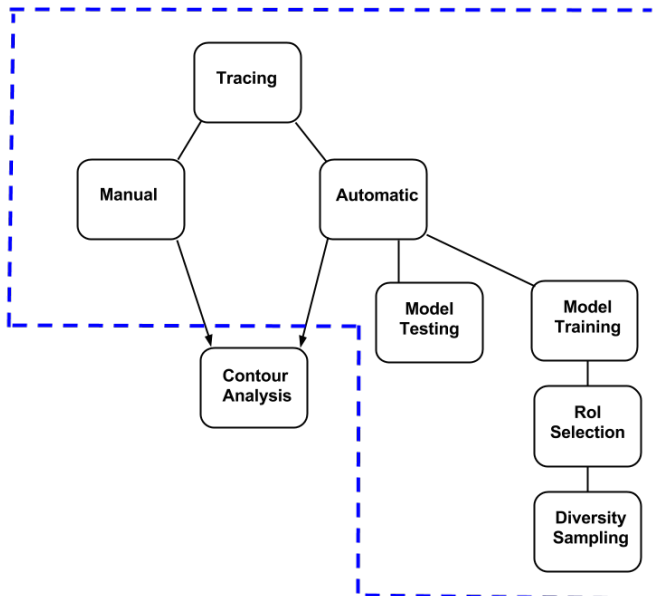 Tracing
Manual
Automatic
Model
Testing
Model
Training
Contour
Analysis
RoI
Selection
Diversity
Sampling